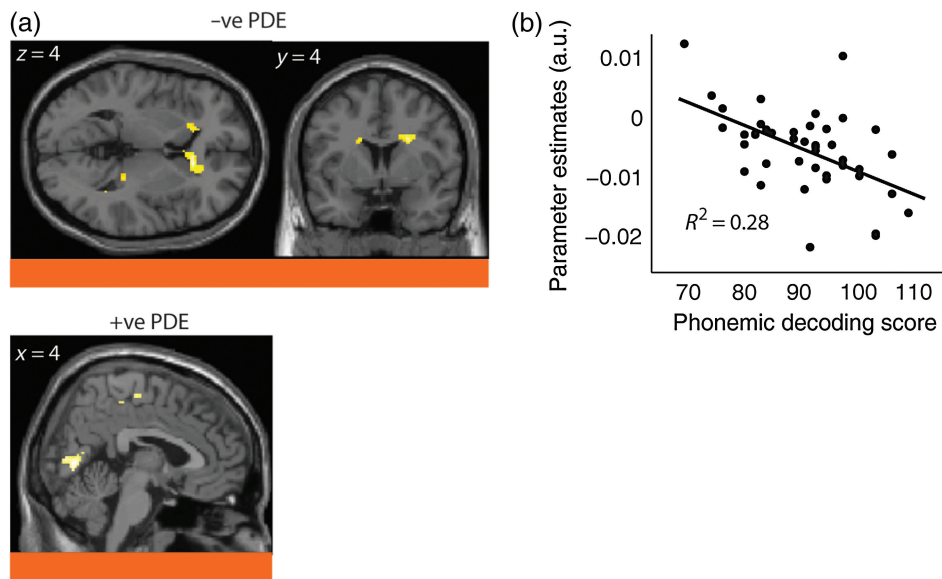 (a)
–ve PDE
z = 4
y = 4
+ve PDE
x = 4
(b)
Parameter estimates (a.u.)
0.01
0
−0.01
−0.02
R² = 0.28
70 80 90 100 110
Phonemic decoding score